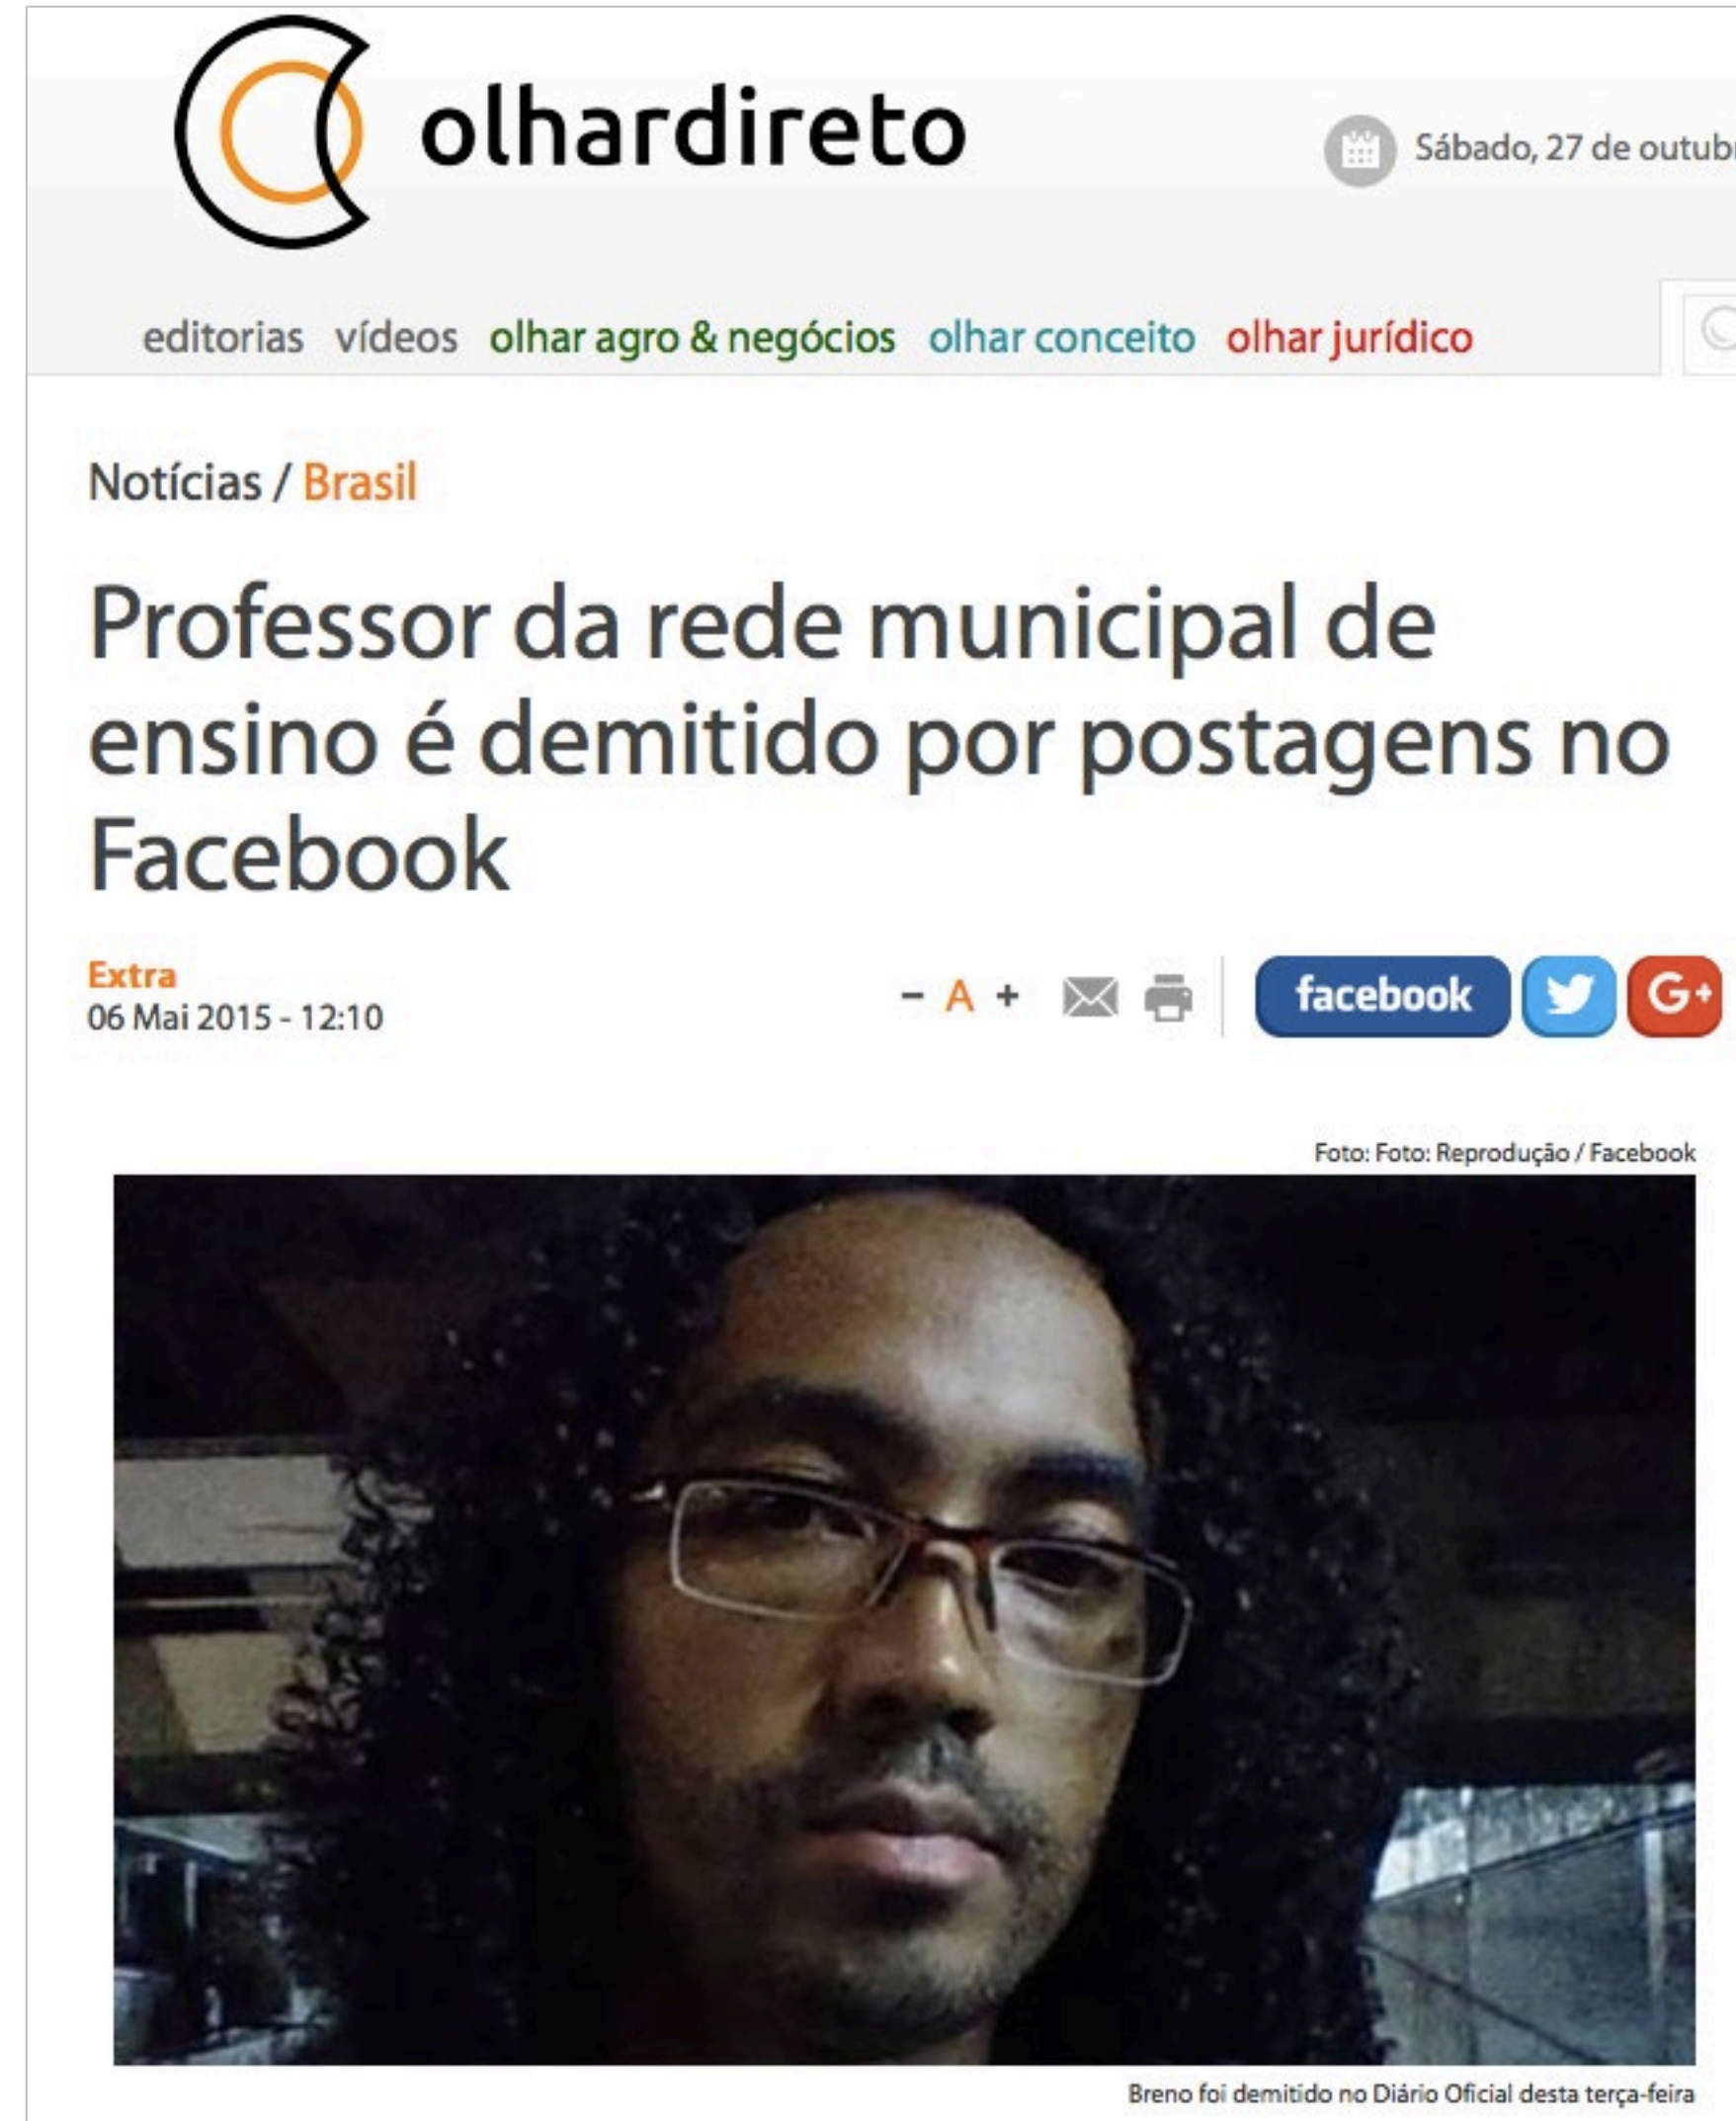 olhardireto
Sábado, 27 de outub
editorias vídeos olhar agro & negócios olhar conceito olhar jurídico
Notícias / Brasil
Professor da rede municipal de
ensino é demitido por postagens no
Facebook
Extra
06 Mai 2015 - 12:10
- A +
facebook
G+
Foto: Foto: Reprodução / Facebook
Breno foi demitido no Diário Oficial desta terça-feira